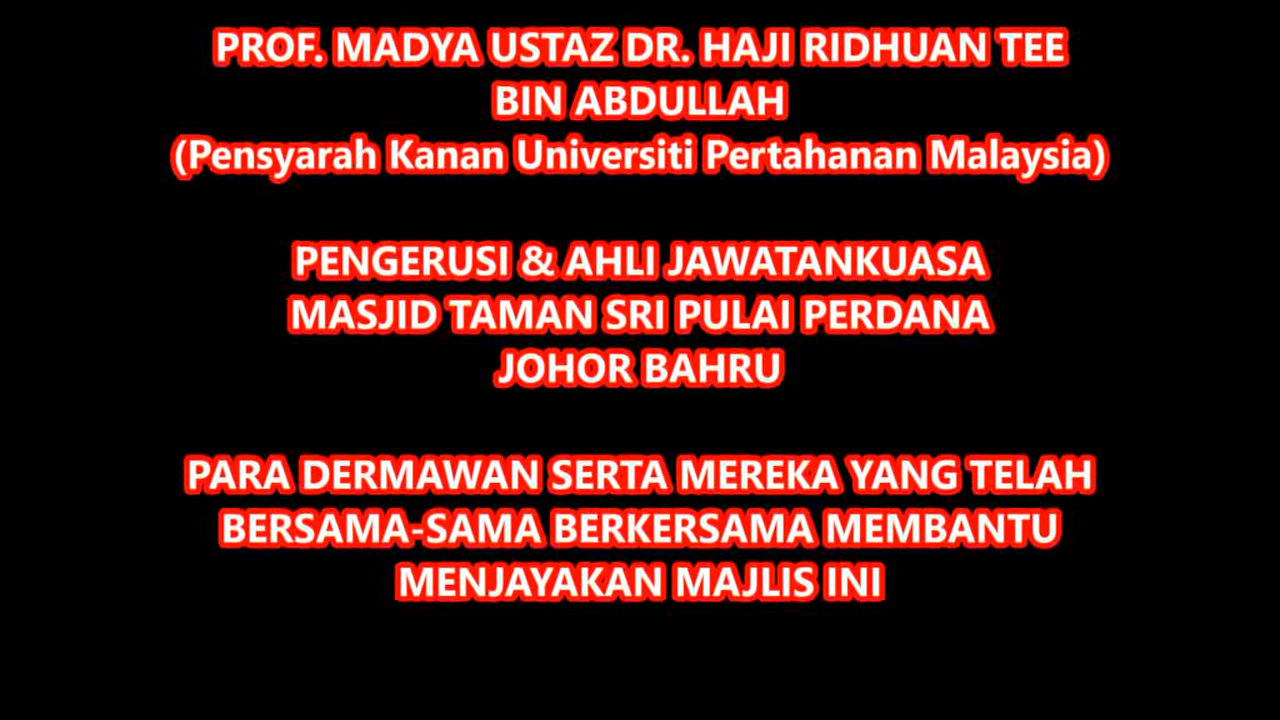 PROF. MADYA USTAZ DR. HAJI RIDHUAN TEE
BIN ABDULLAH
(Pensyarah Kanan Universiti Pertahanan Malaysia)
PENGERUSI & AHLI JAWATANKUASA
MASJID TAMAN SRI PULAI PERDANA
JOHOR BAHRU
PARA DERMAWAN SERTA MEREKA YANG TELAH
BERSAMA-SAMA BERKERSAMA MEMBANTU
MENJAYAKAN MAJLIS INI